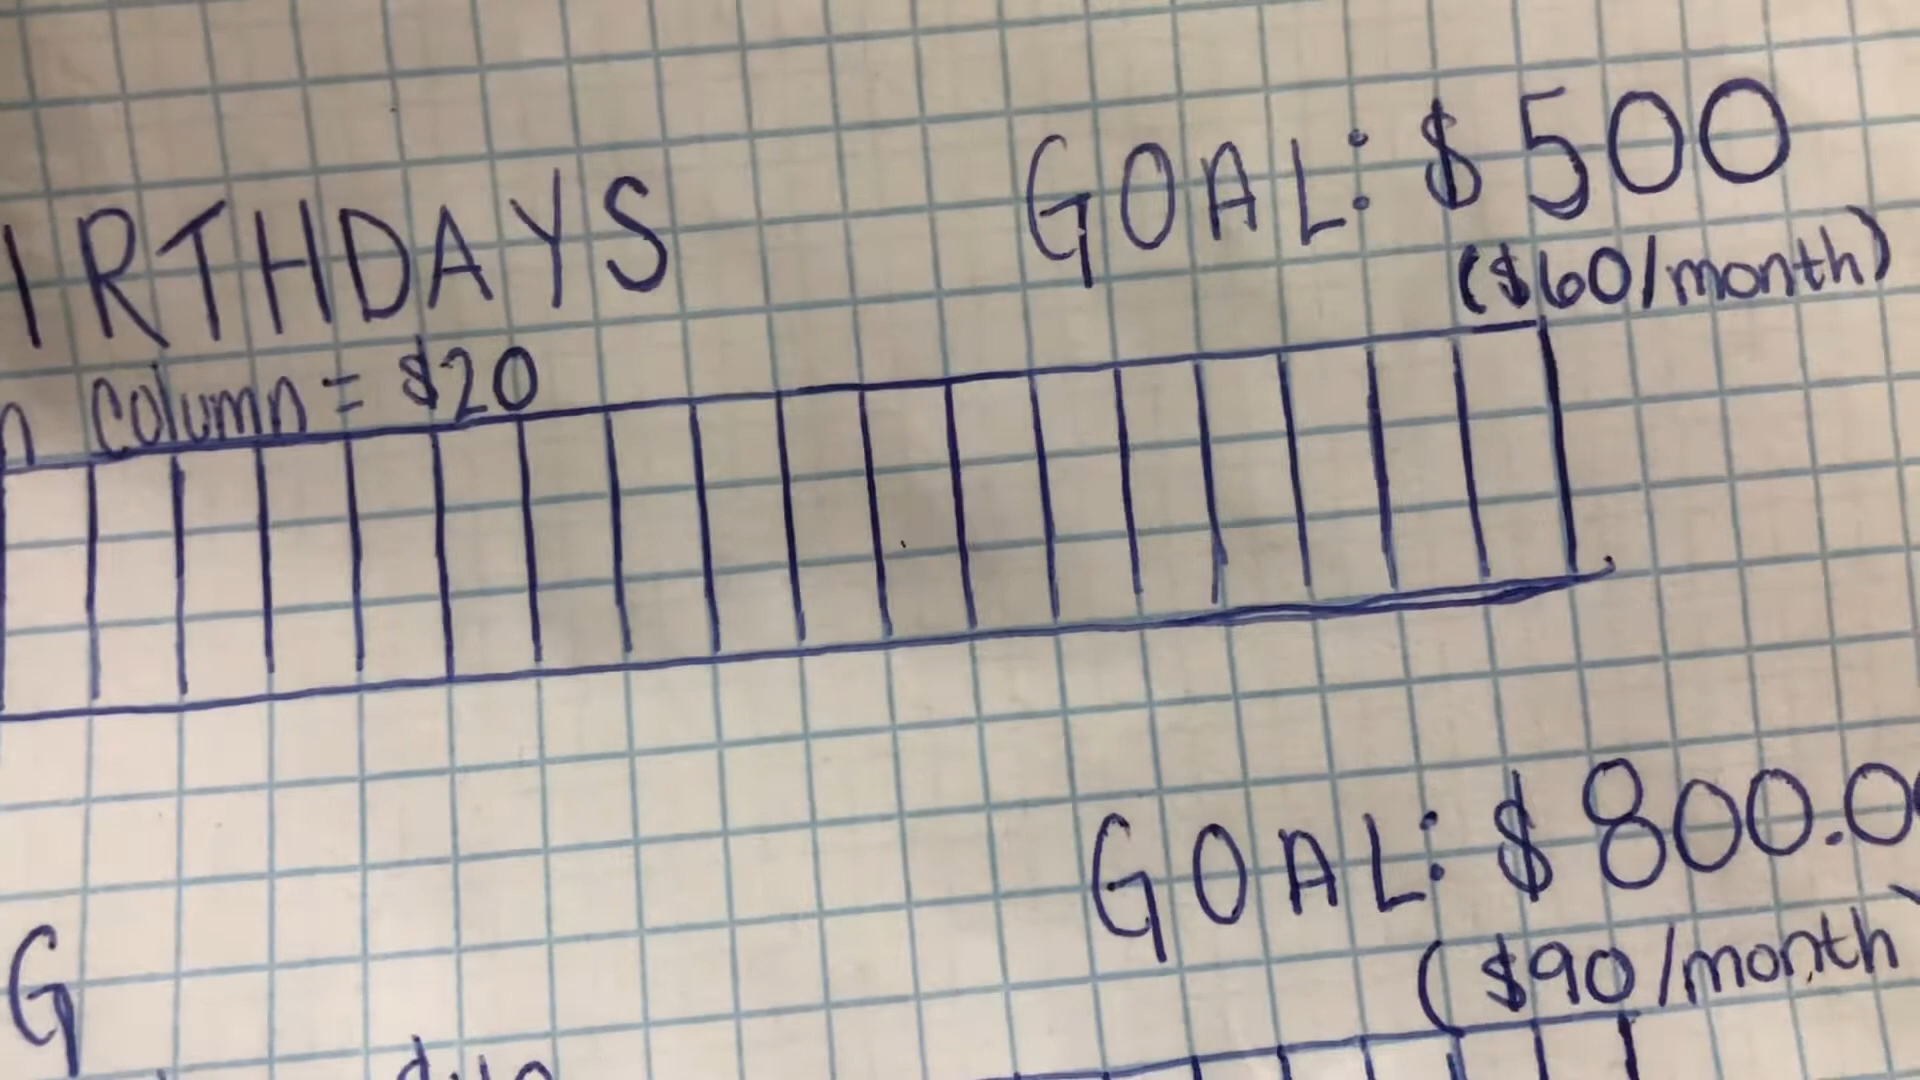 IRTHDAYS GOAL: $500
($60/month)
column = $20
GOAL: $800.0
($90/month)
G